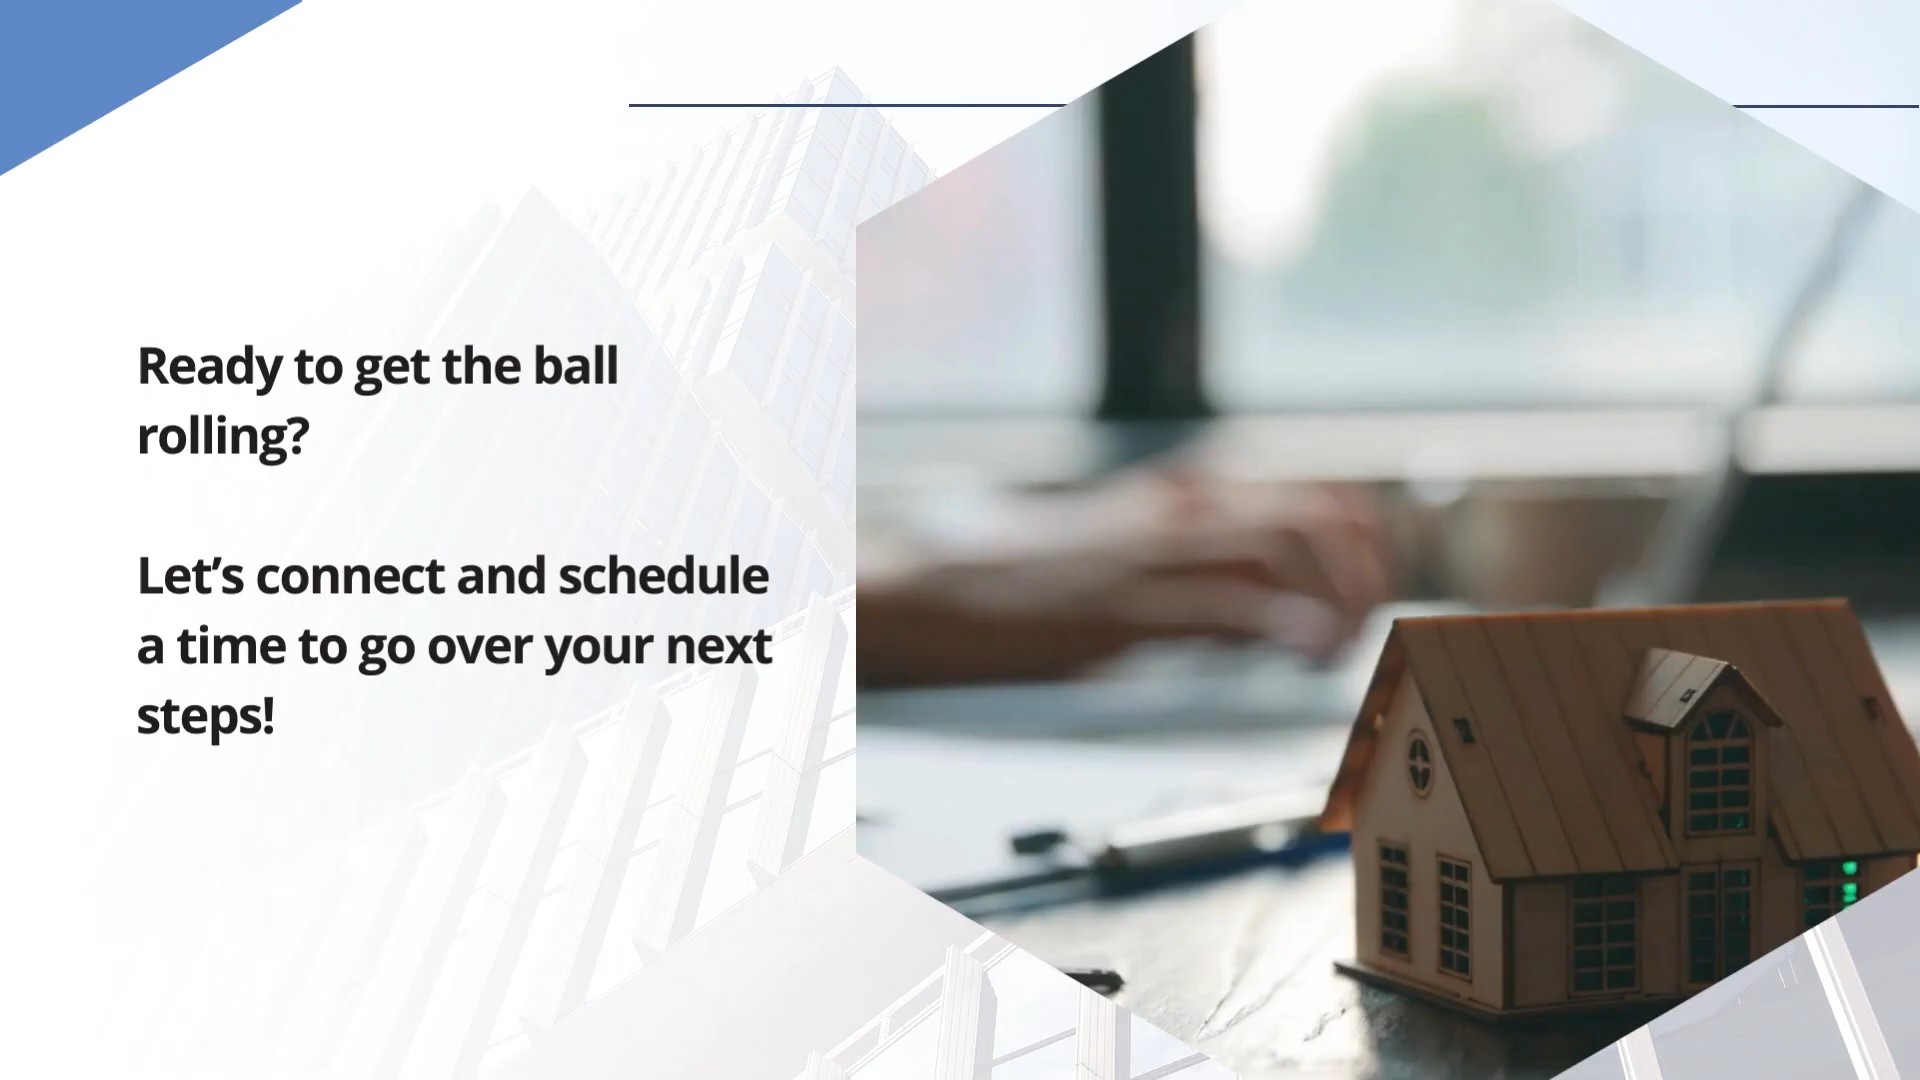 Ready to get the ball
rolling?
Let’s connect and schedule
a time to go over your next
steps!